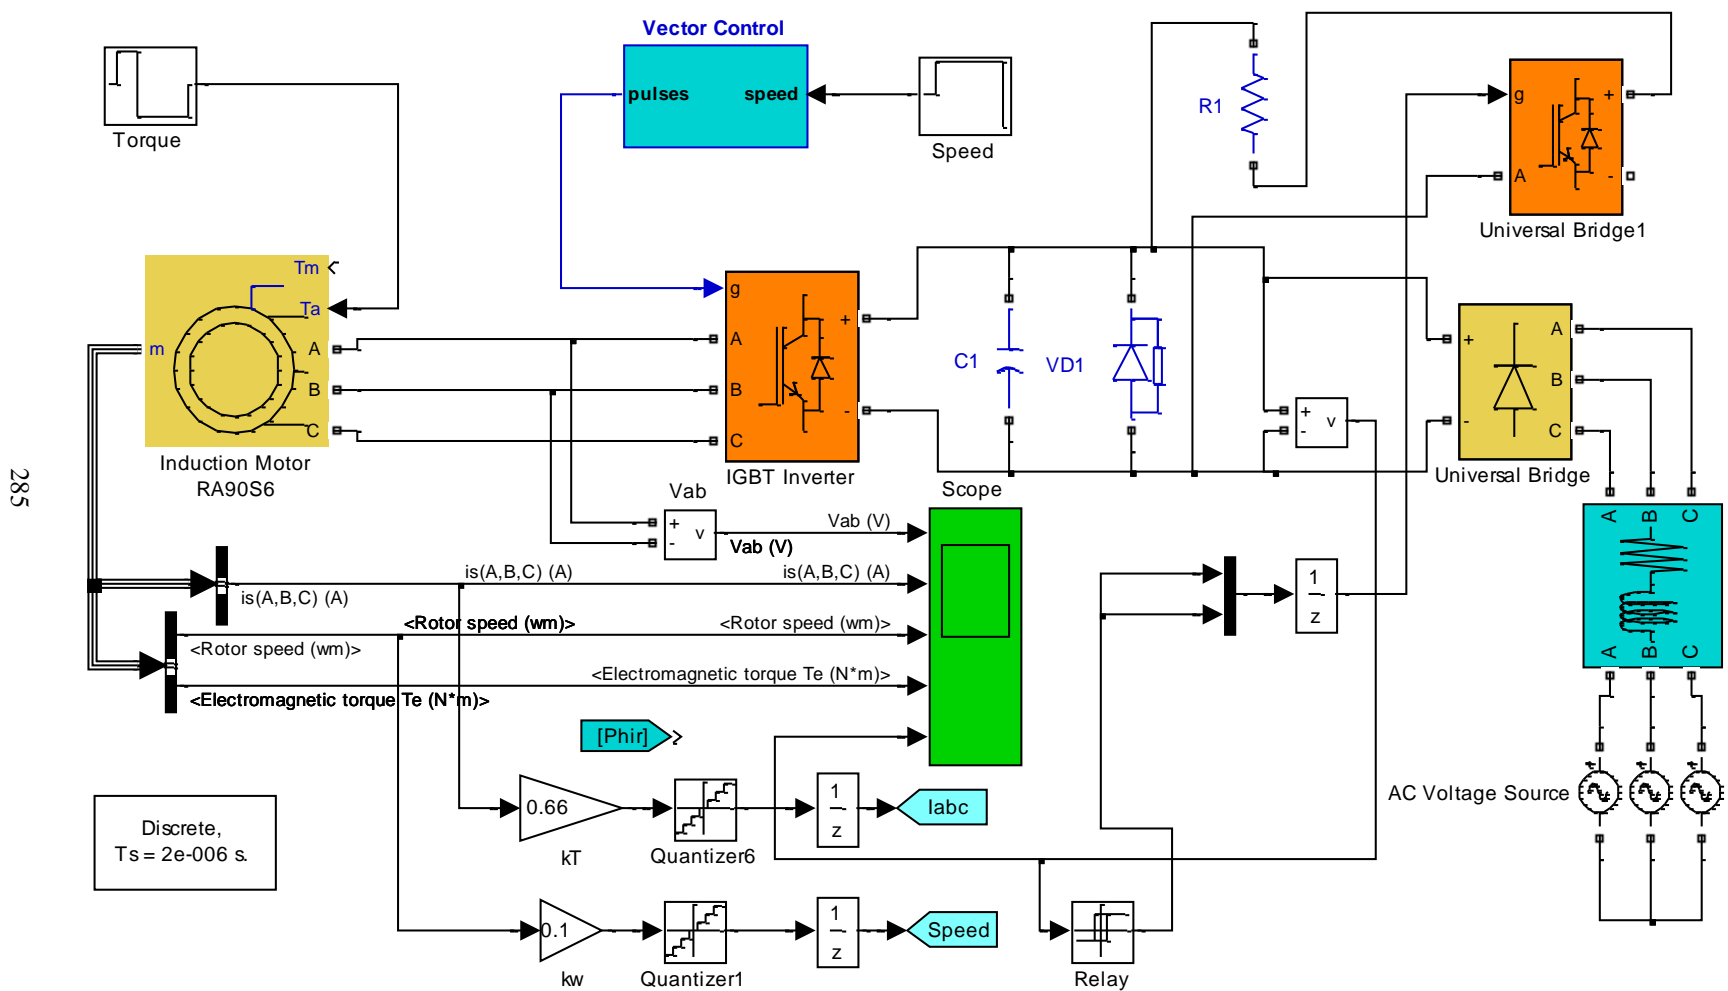 Vector Control
pulses
speed
Torque
Speed
R1
g
+
A
-
Universal Bridge1
Tm
Ta
m
A
B
C
Induction Motor
RA90S6
g
A
B
C
+
-
IGBT Inverter
C1
VD1
+
-
v
+
-
A
B
C
Universal Bridge
285
Vab
+
-
v
Vab (V)
Vab (V)
Scope
is(A,B,C) (A)
is(A,B,C) (A)
is(A,B,C) (A)
<Rotor speed (wm)>
<Rotor speed (wm)>
<Rotor speed (wm)>
<Electromagnetic torque Te (N*m)>
<Electromagnetic torque Te (N*m)>
[Phir]
1
z
A
B
C
A
B
C
AC Voltage Source
Discrete,
Ts = 2e-006 s.
0.66
kT
Quantizer6
1
z
Iabc
0.1
kw
Quantizer1
1
z
Speed
Relay